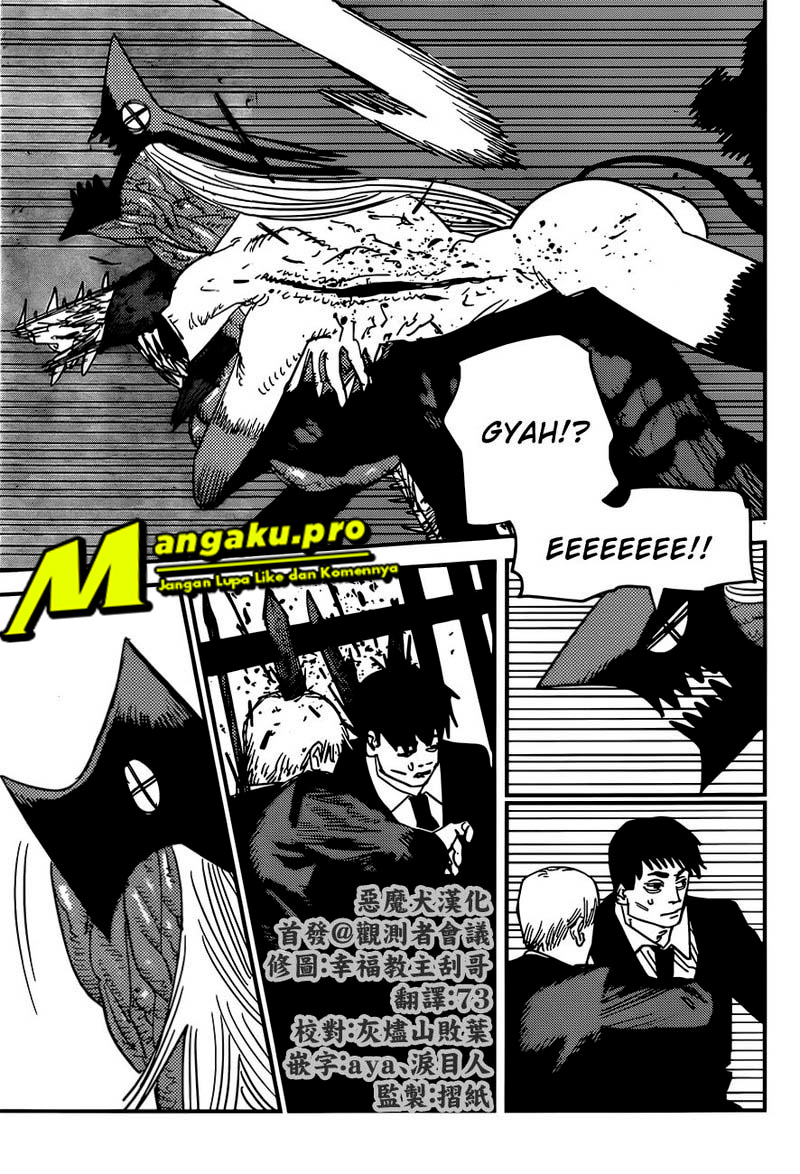 GYAH!?
EEEEEEEE!!
Mangaku.pro
Jangan Lupa Like dan Komennya
惡魔犬漢化
首發@觀測者會議
修圖:幸福教主刮哥
翻譯:73
校對:灰燼山敗葉
嵌字:aya、淚目人
監製:摺紙